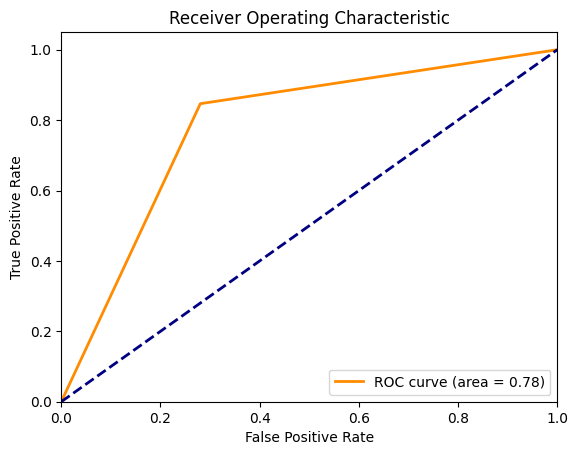 Receiver Operating Characteristic
True Positive Rate
1.0
0.8
0.6
0.4
0.2
0.0
0.0 0.2 0.4 0.6 0.8 1.0
False Positive Rate
ROC curve (area = 0.78)